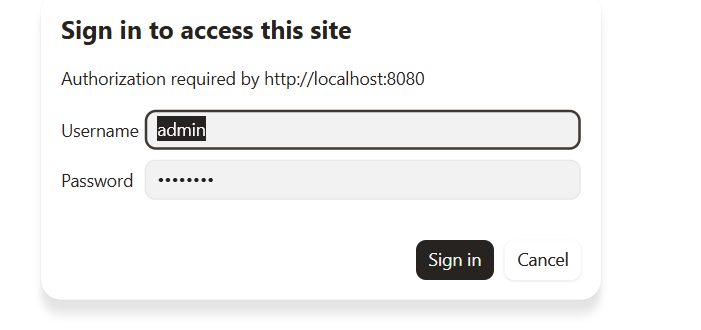 Sign in to access this site
Authorization required by http://localhost:8080
Username admin
Password ••••••••
Sign in Cancel